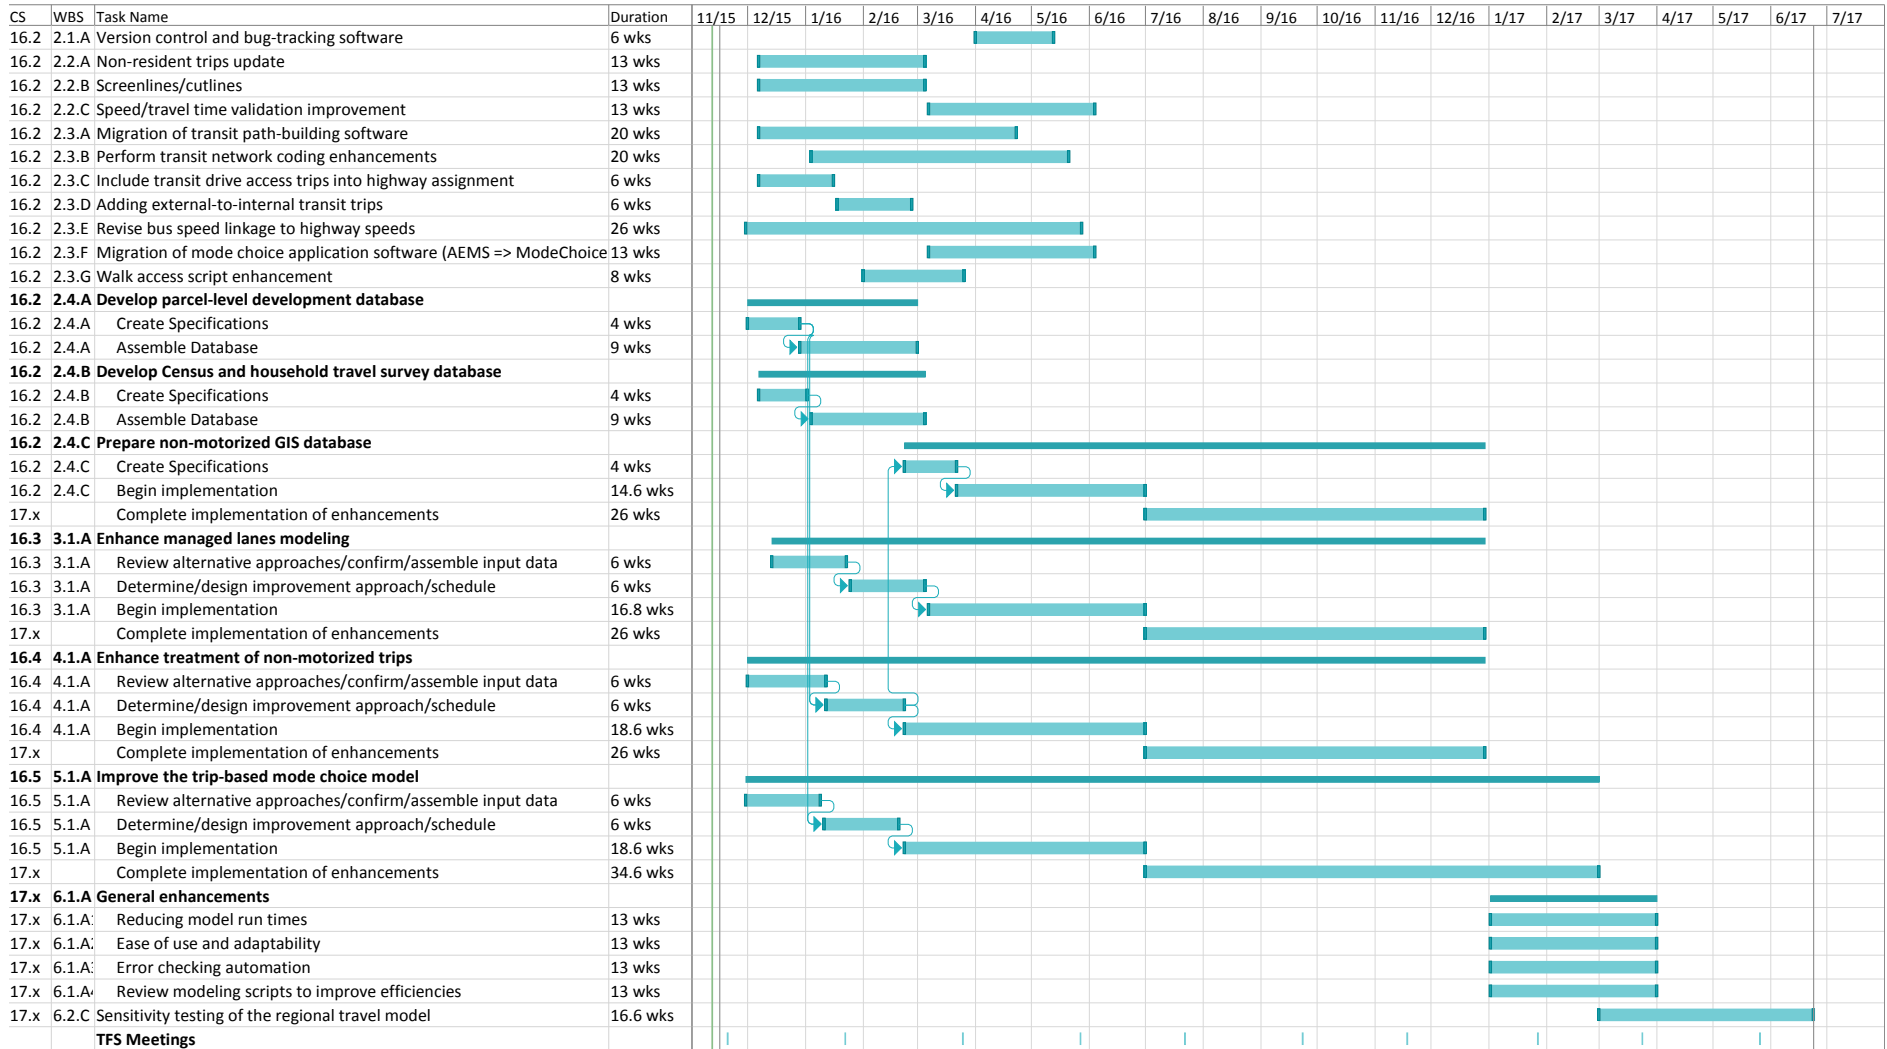 CS WBS Task Name Duration 11/15 12/15 1/16 2/16 3/16 4/16 5/16 6/16 7/16 8/16 9/16 10/16 11/16 12/16 1/17 2/17 3/17 4/17 5/17 6/17 7/17
16.2 2.1.A Version control and bug-tracking software 6 wks
16.2 2.2.A Non-resident trips update 13 wks
16.2 2.2.B Screenlines/cutlines 13 wks
16.2 2.2.C Speed/travel time validation improvement 13 wks
16.2 2.3.A Migration of transit path-building software 20 wks
16.2 2.3.B Perform transit network coding enhancements 20 wks
16.2 2.3.C Include transit drive access trips into highway assignment 6 wks
16.2 2.3.D Adding external-to-internal transit trips 6 wks
16.2 2.3.E Revise bus speed linkage to highway speeds 26 wks
16.2 2.3.F Migration of mode choice application software (AEMS => ModeChoice 13 wks
16.2 2.3.G Walk access script enhancement 8 wks
16.2 2.4.A Develop parcel-level development database
16.2 2.4.A Create Specifications 4 wks
16.2 2.4.A Assemble Database 9 wks
16.2 2.4.B Develop Census and household travel survey database
16.2 2.4.B Create Specifications 4 wks
16.2 2.4.B Assemble Database 9 wks
16.2 2.4.C Prepare non-motorized GIS database
16.2 2.4.C Create Specifications 4 wks
16.2 2.4.C Begin implementation 14.6 wks
17.x Complete implementation of enhancements 26 wks
16.3 3.1.A Enhance managed lanes modeling
16.3 3.1.A Review alternative approaches/confirm/assemble input data 6 wks
16.3 3.1.A Determine/design improvement approach/schedule 6 wks
16.3 3.1.A Begin implementation 16.8 wks
17.x Complete implementation of enhancements 26 wks
16.4 4.1.A Enhance treatment of non-motorized trips
16.4 4.1.A Review alternative approaches/confirm/assemble input data 6 wks
16.4 4.1.A Determine/design improvement approach/schedule 6 wks
16.4 4.1.A Begin implementation 18.6 wks
17.x Complete implementation of enhancements 26 wks
16.5 5.1.A Improve the trip-based mode choice model
16.5 5.1.A Review alternative approaches/confirm/assemble input data 6 wks
16.5 5.1.A Determine/design improvement approach/schedule 6 wks
16.5 5.1.A Begin implementation 18.6 wks
17.x Complete implementation of enhancements 34.6 wks
17.x 6.1.A General enhancements
17.x 6.1.A1 Reducing model run times 13 wks
17.x 6.1.A2 Ease of use and adaptability 13 wks
17.x 6.1.A3 Error checking automation 13 wks
17.x 6.1.A4 Review modeling scripts to improve efficiencies 13 wks
17.x 6.2.C Sensitivity testing of the regional travel model 16.6 wks
TFS Meetings